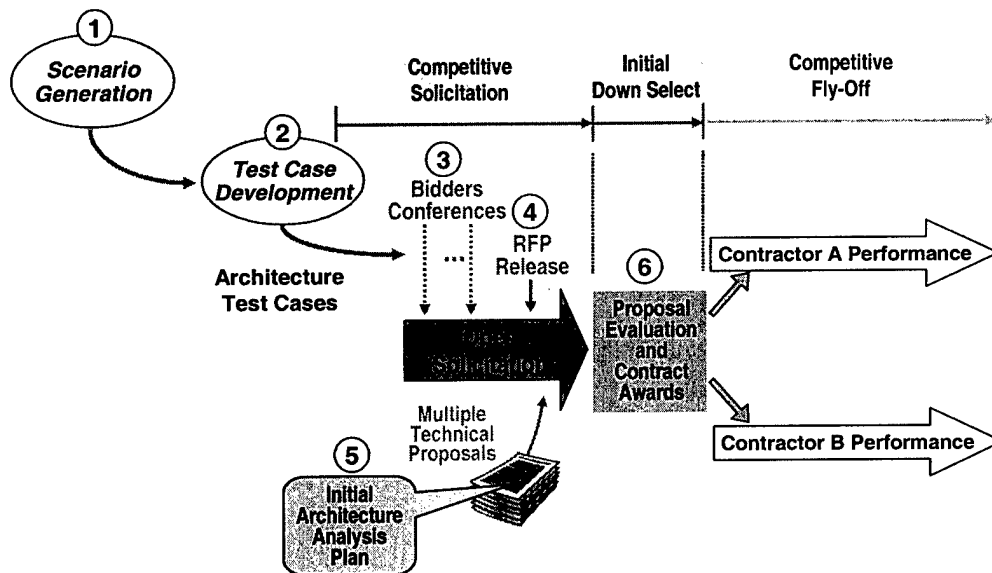 1
Scenario
Generation
2
Test Case
Development
Competitive
Solicitation
Initial
Down Select
Competitive
Fly-Off
3
Bidders
Conferences
4
RFP
Release
Architecture
Test Cases
Solicitation
6
Proposal
Evaluation
and
Contract
Awards
Contractor A Performance
Contractor B Performance
Multiple
Technical
Proposals
5
Initial
Architecture
Analysis
Plan
...